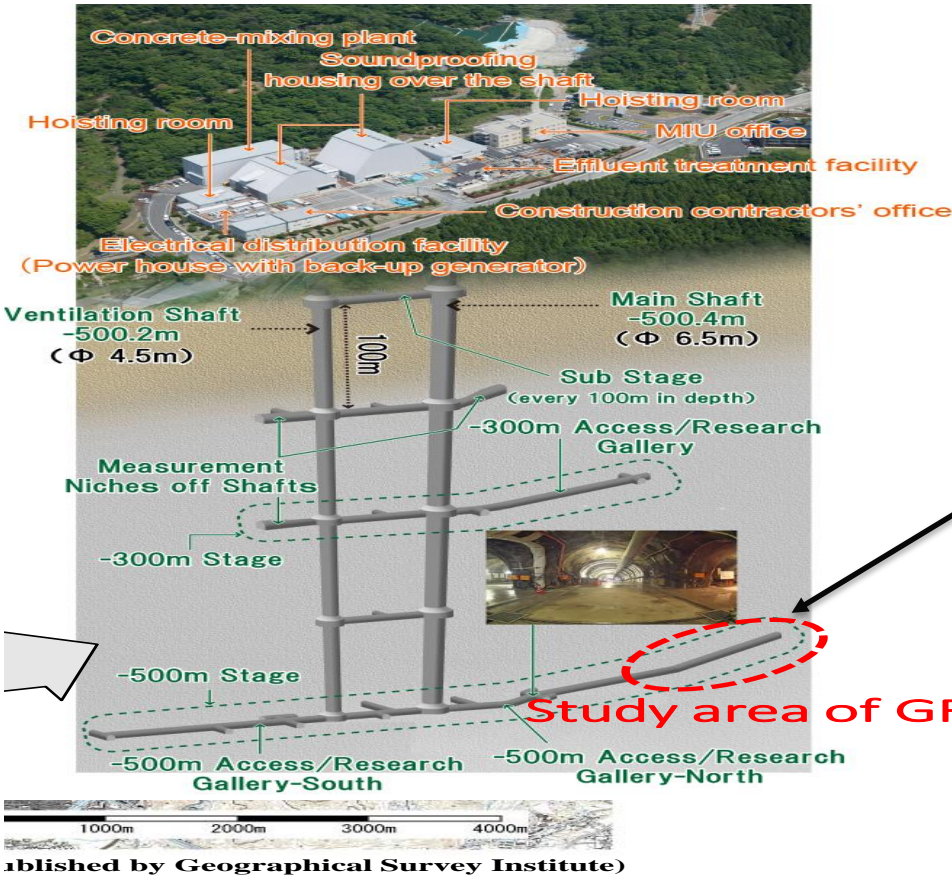 Concrete-mixing plant
Soundproofing
housing over the shaft
Hoisting room
Hoisting room
MIU office
Effluent treatment facility
Construction contractors' office
Electrical distribution facility
(Power house with back-up generator)
Ventilation Shaft
-500.2m
(Φ 4.5m)
100m
Main Shaft
-500.4m
(Φ 6.5m)
Sub Stage
(every 100m in depth)
-300m Access/Research
Gallery
Measurement
Niches off Shafts
-300m Stage
-500m Stage
Study area of
-500m Access/Research
Gallery-South
-500m Access/Research
Gallery-North
1000m 2000m 3000m 4000m
by Geographical Survey Institute)